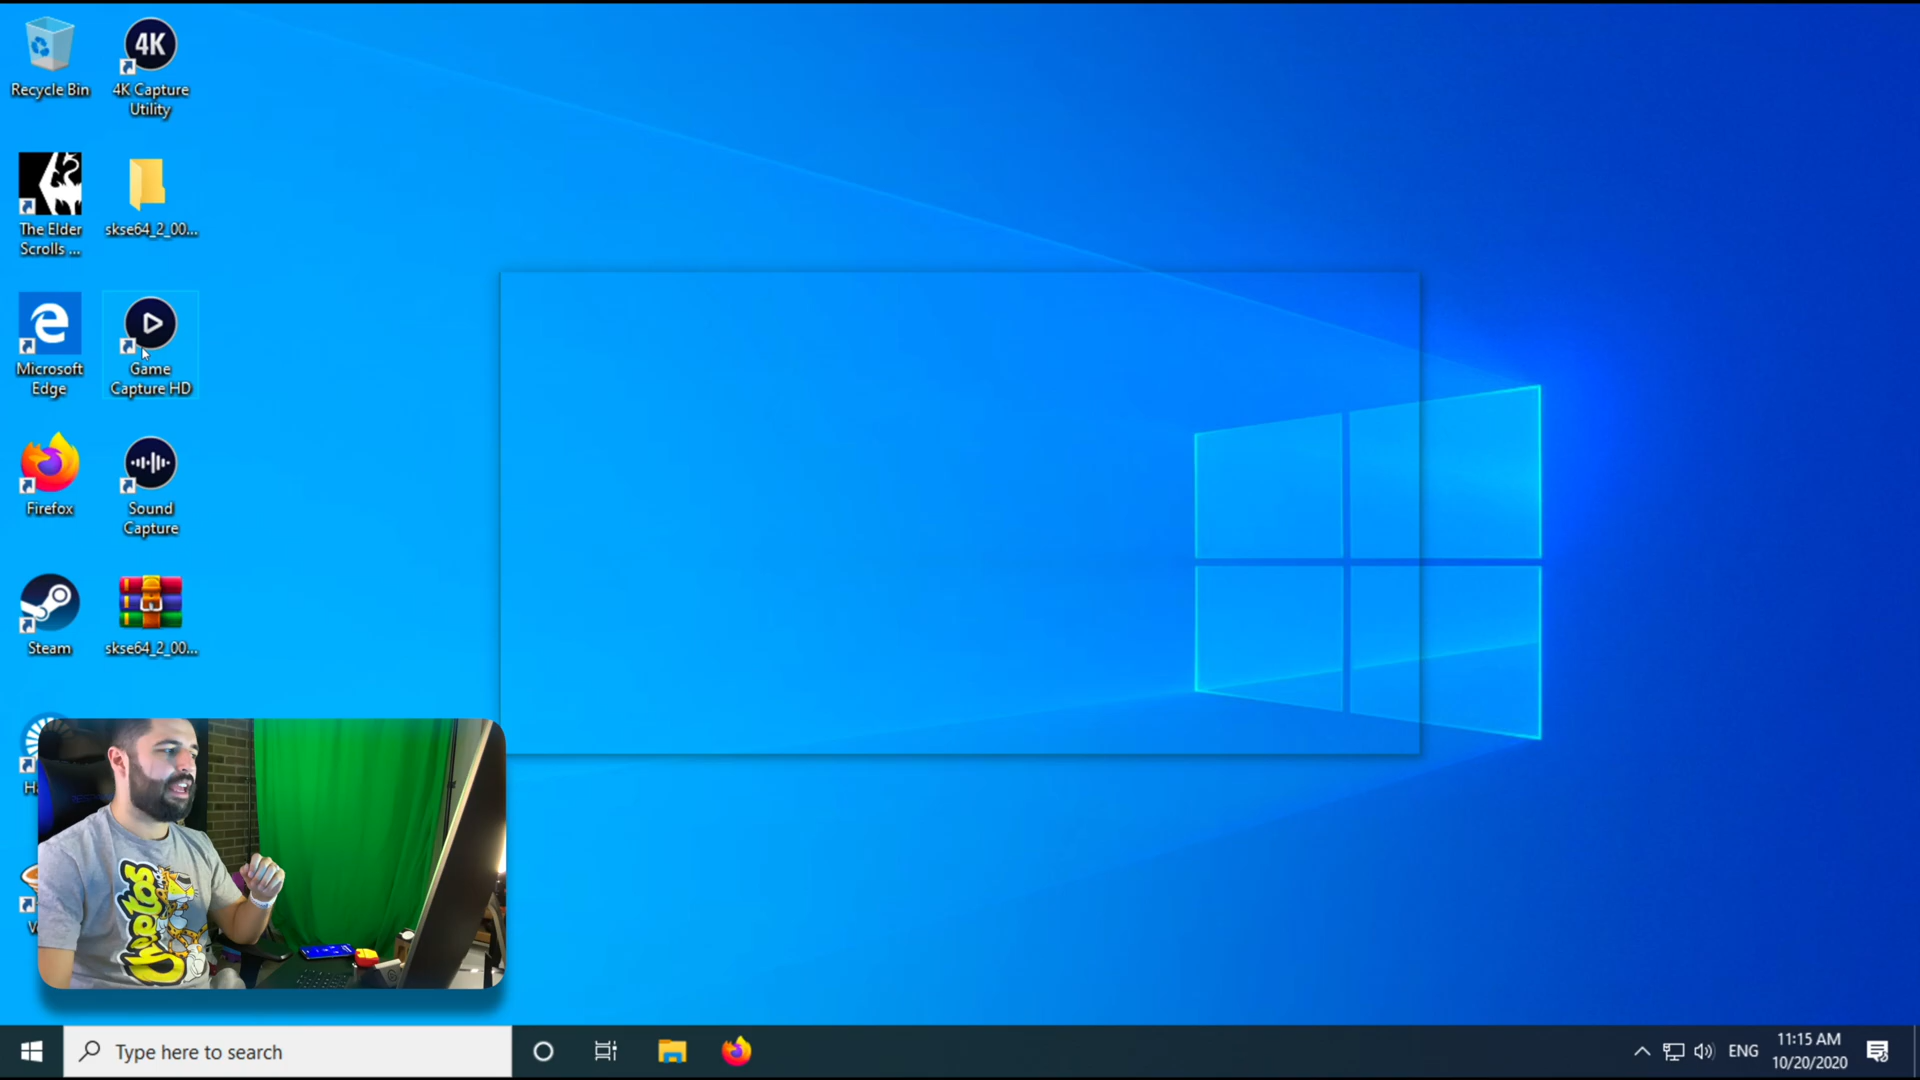 Recycle Bin
4K
4K Capture
Utility
The Elder
Scrolls ...
skse64_2_00...
Microsoft
Edge
Game
Capture HD
Firefox
Sound
Capture
Steam
skse64_2_00...
Cheetos
Type here to search
ENG
11:15 AM
10/20/2020